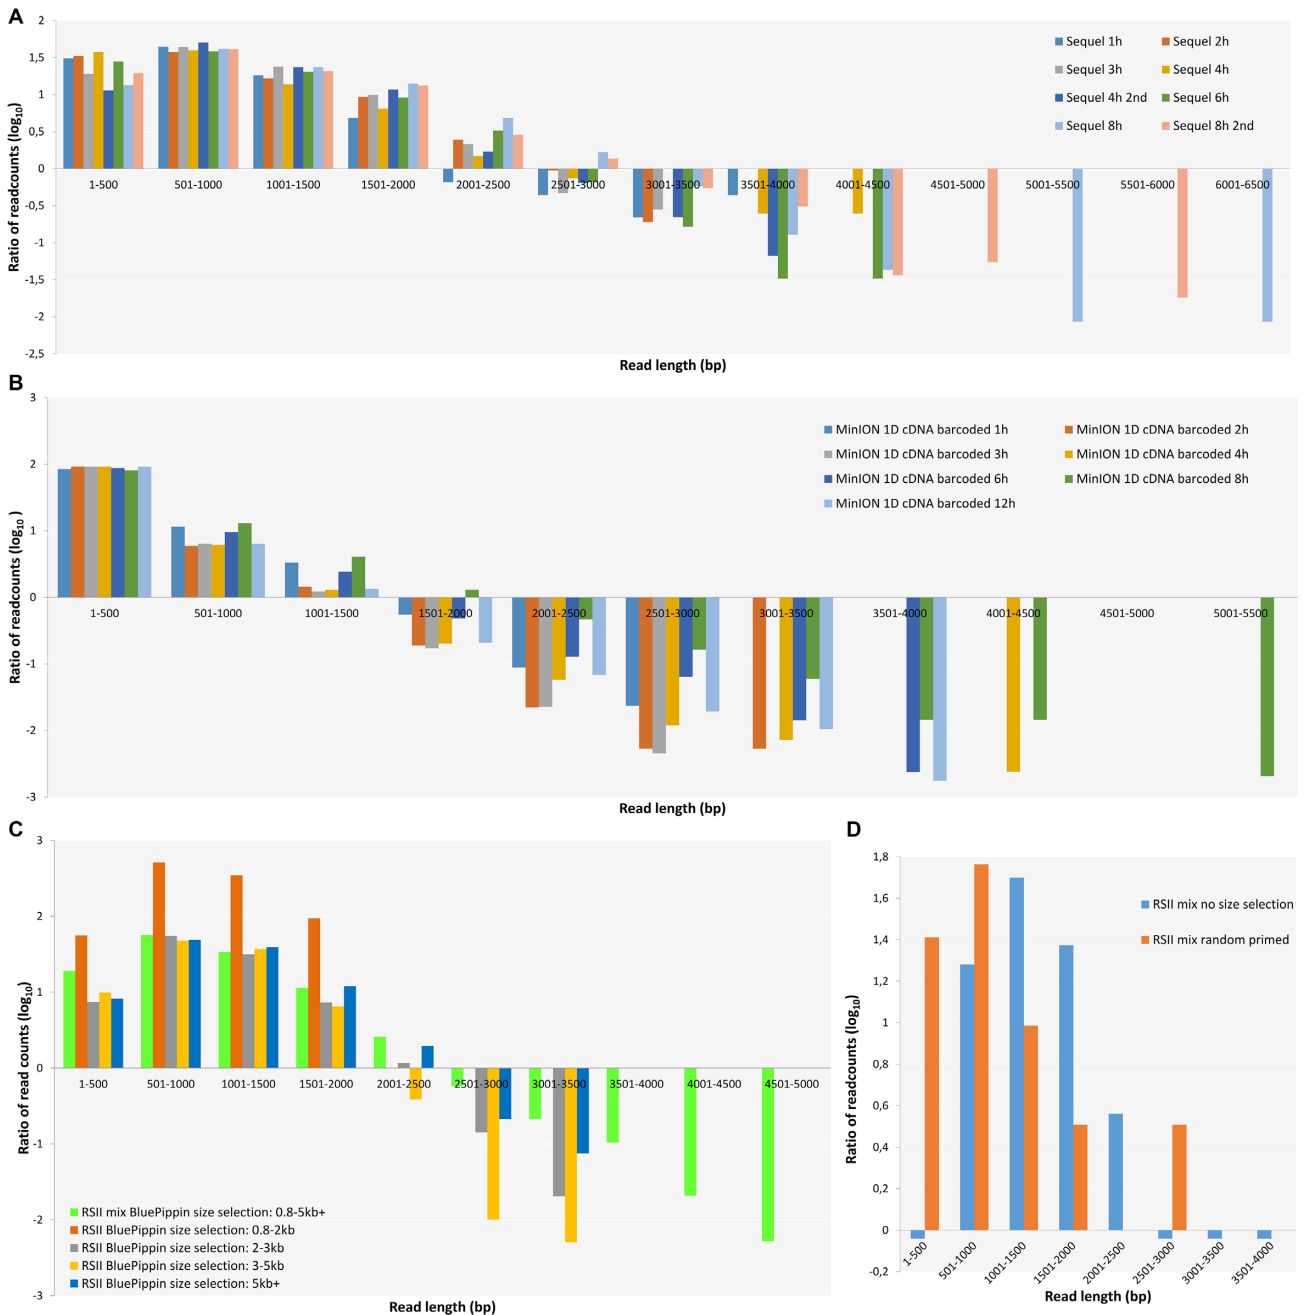 A
Ratio of readcounts (log10)
2
1,5
1
0,5
0
-0,5
-1
-1,5
-2
-2,5
Sequel 1h
Sequel 2h
Sequel 3h
Sequel 4h
Sequel 4h 2nd
Sequel 6h
Sequel 8h
Sequel 8h 2nd
1-500 501-1000 1001-1500 1501-2000 2001-2500 2501-3000 3001-3500 3501-4000 4001-4500 4501-5000 5001-5500 5501-6000 6001-6500
Read length (bp)
B
Ratio of readcounts (log10)
3
2
1
0
-1
-2
-3
MinION 1D cDNA barcoded 1h
MinION 1D cDNA barcoded 2h
MinION 1D cDNA barcoded 3h
MinION 1D cDNA barcoded 4h
MinION 1D cDNA barcoded 6h
MinION 1D cDNA barcoded 8h
MinION 1D cDNA barcoded 12h
1-500 501-1000 1001-1500 1501-2000 2001-2500 2501-3000 3001-3500 3501-4000 4001-4500 4501-5000 5001-5500
Read length (bp)
C
Ratio of read counts (log10)
3
2
1
0
-1
-2
-3
1-500 501-1000 1001-1500 1501-2000 2001-2500 2501-3000 3001-3500 3501-4000 4001-4500 4501-5000
RSII mix BluePippin size selection: 0.8-5kb+
RSII BluePippin size selection: 0.8-2kb
RSII BluePippin size selection: 2-3kb
RSII BluePippin size selection: 3-5kb
RSII BluePippin size selection: 5kb+
Read length (bp)
D
Ratio of readcounts (log10)
1,8
1,6
1,4
1,2
1
0,8
0,6
0,4
0,2
0
-0,2
RSII mix no size selection
RSII mix random primed
1-500 501-1000 1001-1500 1501-2000 2001-2500 2501-3000 3001-3500 3501-4000
Read length (bp)